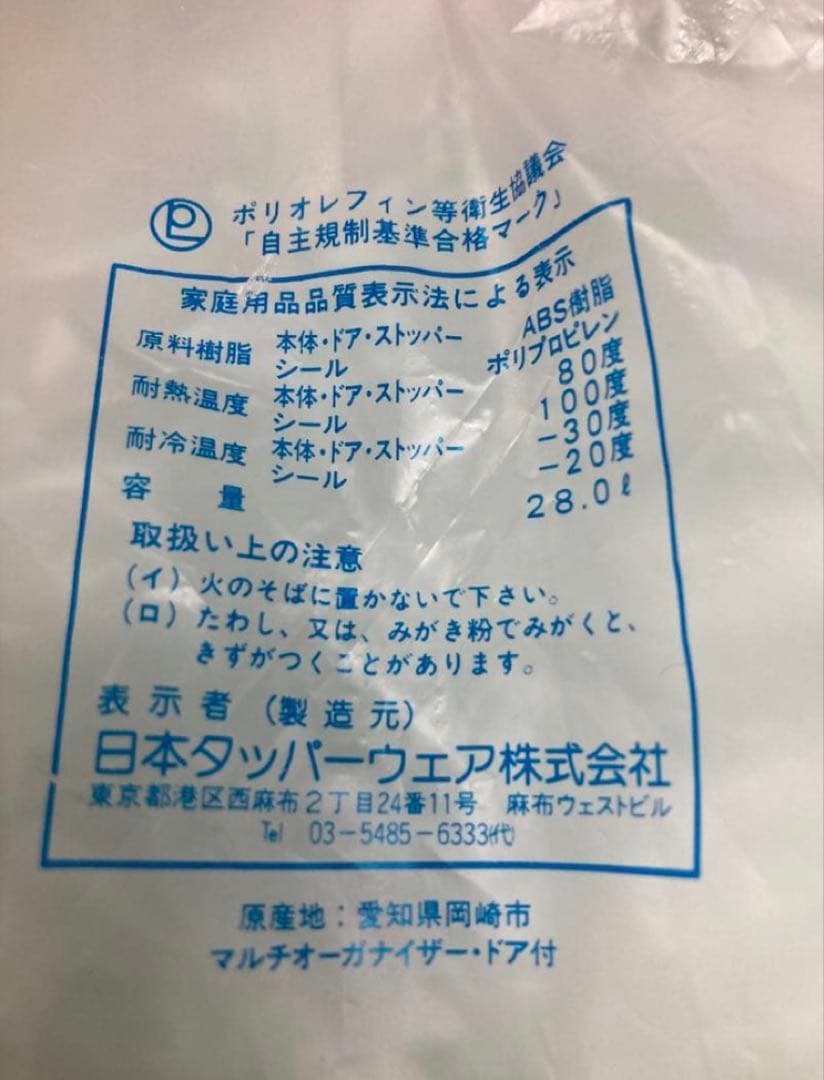 ポリオレフィン等衛生協議会
「自主規制基準合格マーク」
家庭用品品質表示法による表示
原料樹脂 本体・ドア・ストッパー ABS樹脂
シール ポリプロピレン
耐熱温度 本体・ドア・ストッパー 80度
シール 100度
耐冷温度 本体・ドア・ストッパー -30度
シール -20度
容量 28.0ℓ
取扱い上の注意
(イ) 火のそばに置かないで下さい。
(ロ) たわし、又は、みがき粉でみがくと、
きずがつくことがあります。
表示者 (製造元)
日本タッパーウェア株式会社
東京都港区西麻布2丁目24番11号 麻布ウェストビル
Tel 03-5485-6333(代)
原産地:愛知県岡崎市
マルチオーガナイザー・ドア付